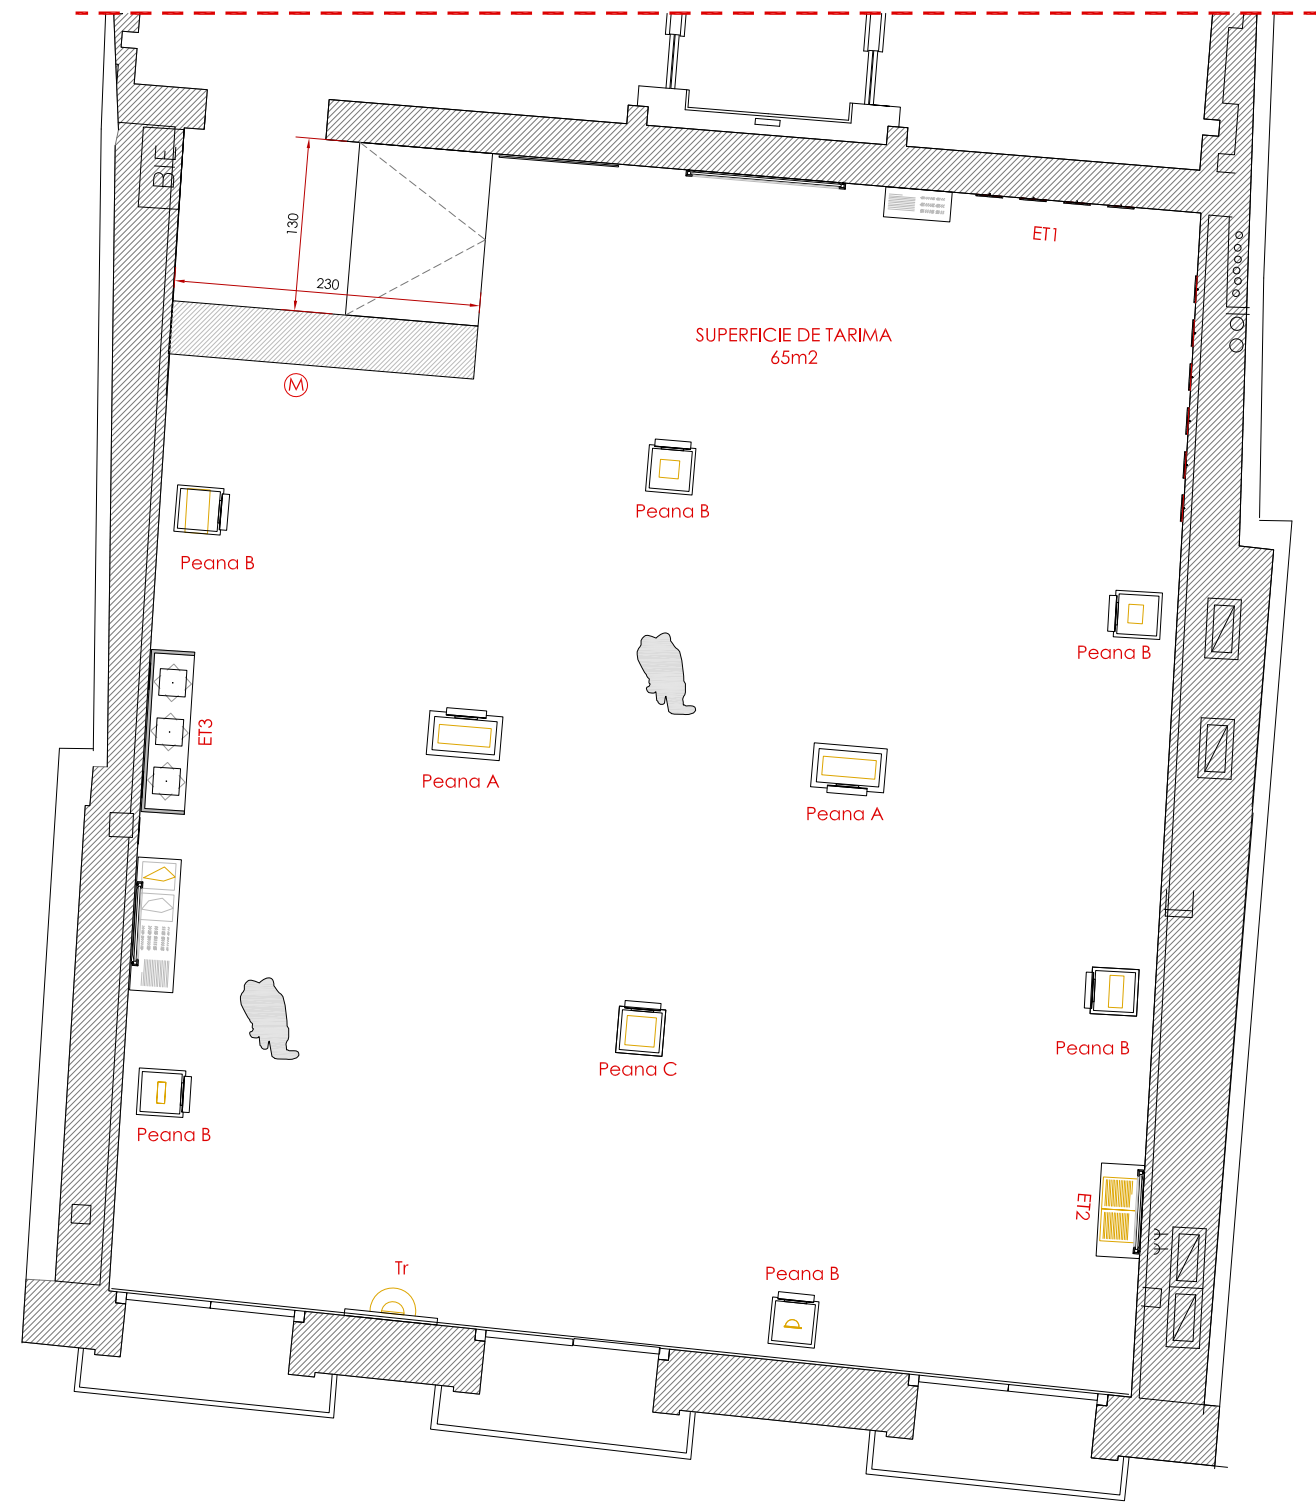 BIE
130
230
ET1
SUPERFICIE DE TARIMA
65m2
M
Peana B
Peana B
Peana B
ET3
Peana A
Peana A
Peana C
Peana B
Peana B
ET2
Tr
Peana B